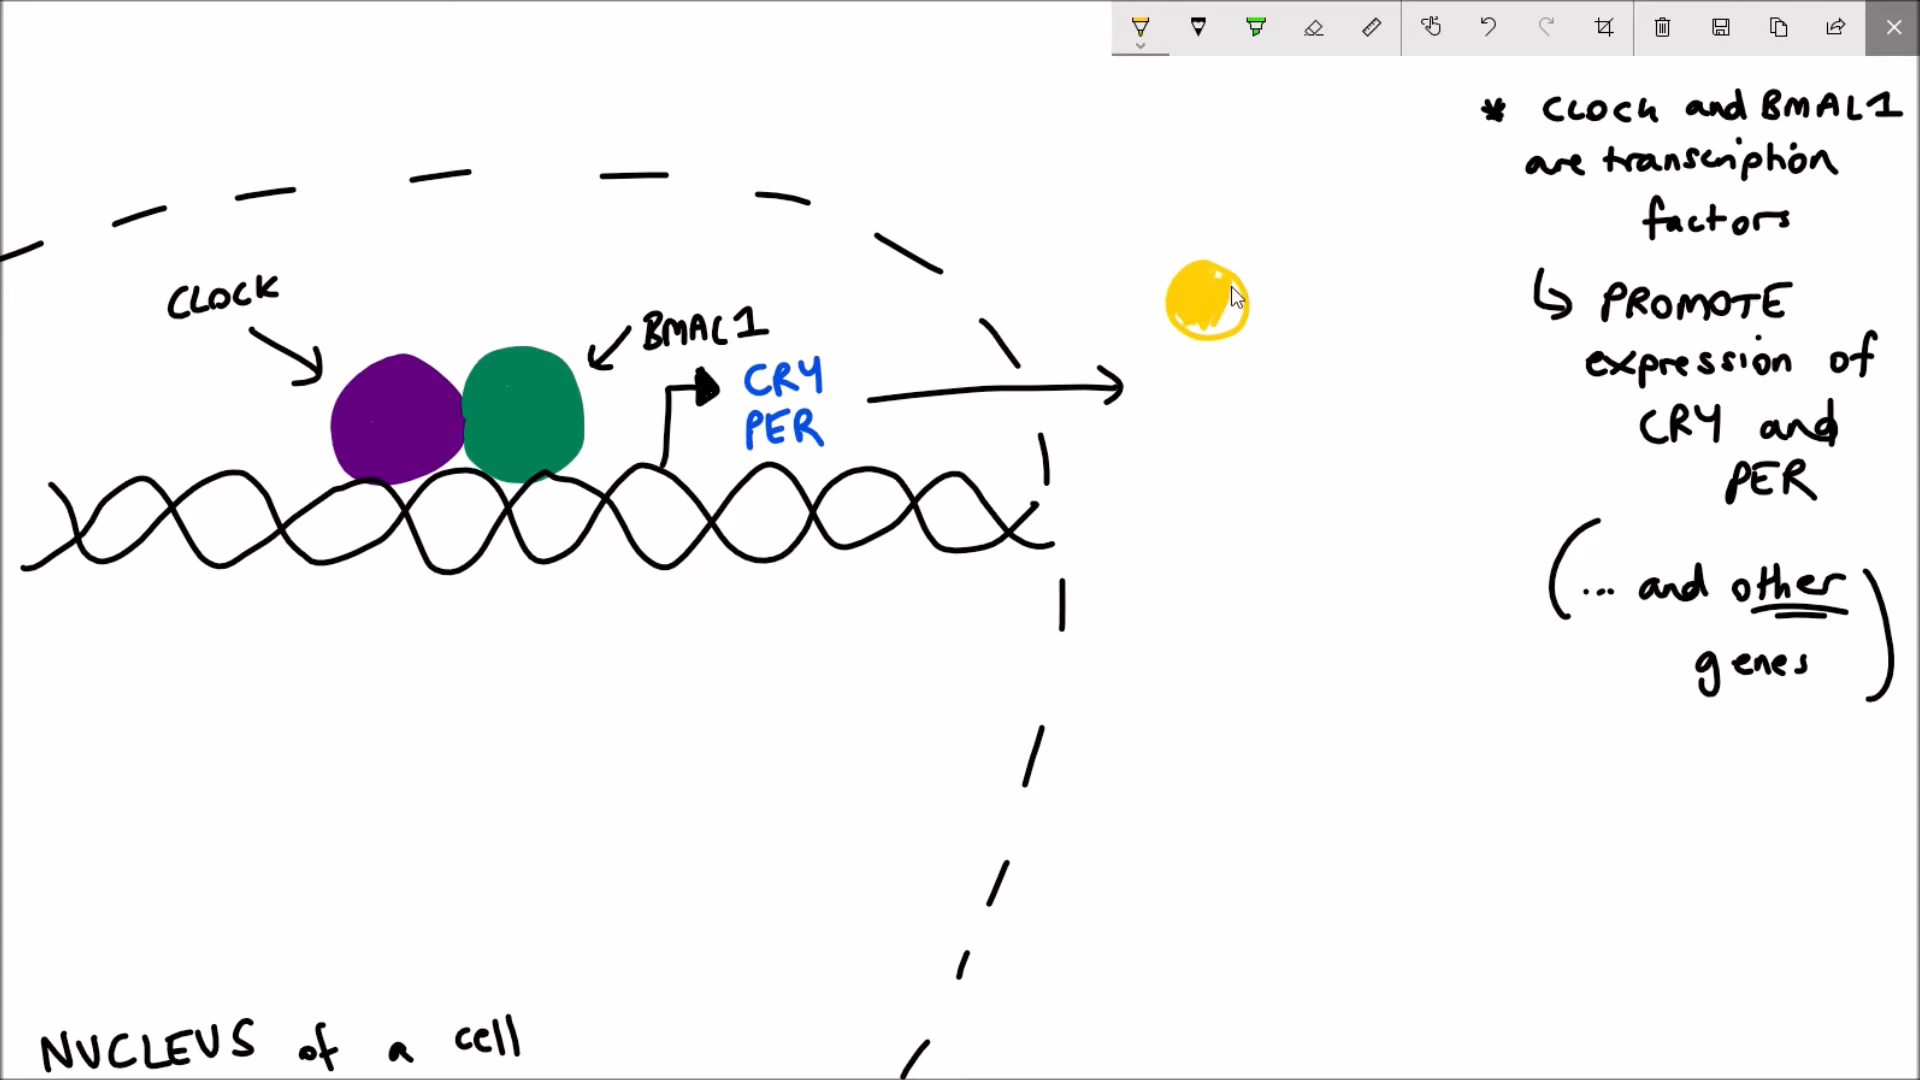 CLOCK
BMAL1
CRY
PER
NUCLEUS of a cell
* CLOCK and BMAL1
are transcription
factors
↳ PROMOTE
expression of
CRY and
PER
(... and other
genes)